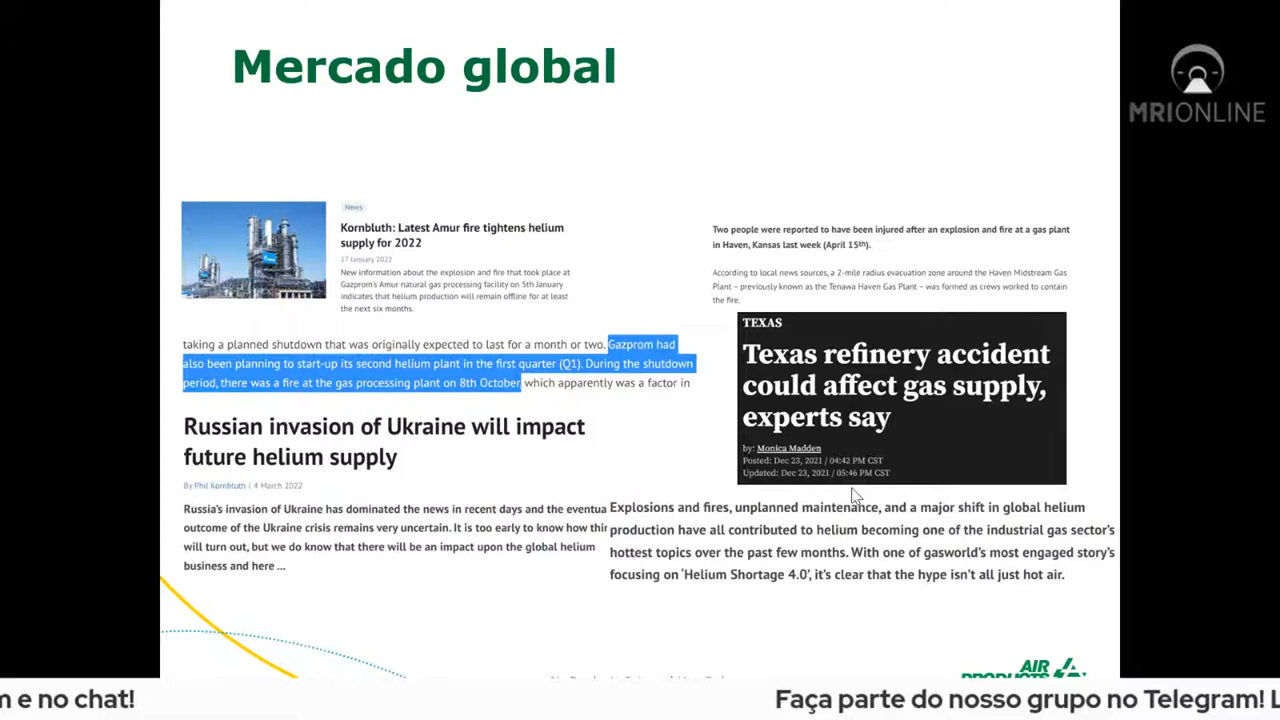 Mercado global
MRIONLINE
News
Kornbluth: Latest Amur fire tightens helium
supply for 2022
17 January 2022
New information about the explosion and fire that took place at
Gazprom's Amur natural gas processing facility on 5th January
indicates that helium production will remain offline for at least
the next six months.
taking a planned shutdown that was originally expected to last for a month or two. Gazprom had
also been planning to start-up its second helium plant in the first quarter (Q1). During the shutdown
period, there was a fire at the gas processing plant on 8th October, which apparently was a factor in
Russian invasion of Ukraine will impact
future helium supply
By Phil Kornbluth | 4 March 2022
Russia's invasion of Ukraine has dominated the news in recent days and the eventua
outcome of the Ukraine crisis remains very uncertain. It is too early to know how thir
will turn out, but we do know that there will be an impact upon the global helium
business and here ...
Two people were reported to have been injured after an explosion and fire at a gas plant
in Haven, Kansas last week (April 15th).
According to local news sources, a 2-mile radius evacuation zone around the Haven Midstream Gas
Plant – previously known as the Tenawa Haven Gas Plant – was formed as crews worked to contain
the fire.
TEXAS
Texas refinery accident
could affect gas supply,
experts say
by: Monica Madden
Posted: Dec 23, 2021 / 04:42 PM CST
Updated: Dec 23, 2021 / 05:46 PM CST
Explosions and fires, unplanned maintenance, and a major shift in global helium
production have all contributed to helium becoming one of the industrial gas sector's
hottest topics over the past few months. With one of gasworld's most engaged story's
focusing on 'Helium Shortage 4.0', it's clear that the hype isn't all just hot air.
AIR
PRODUCTS
m e no chat!
Faça parte do nosso grupo no Telegram! L